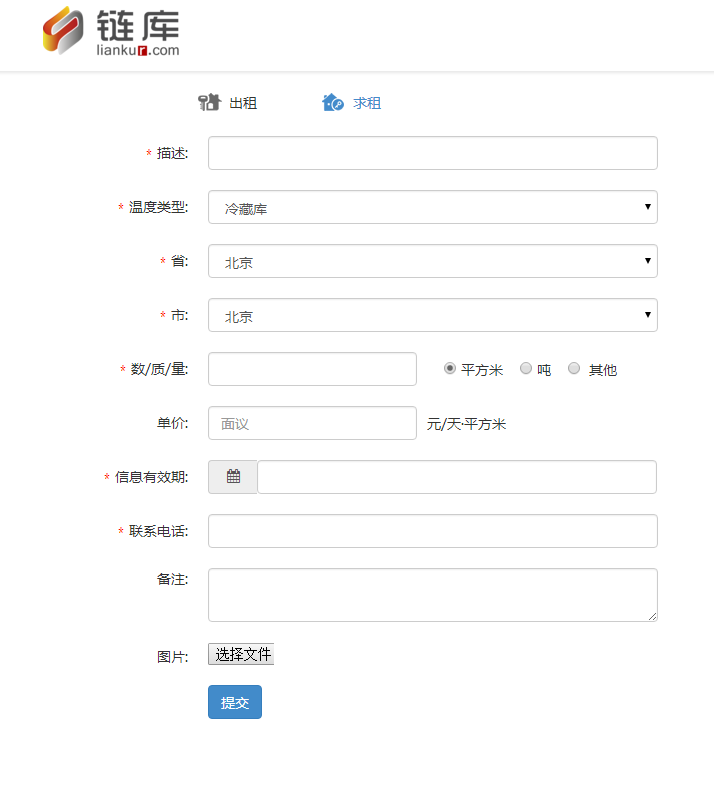 链库
liankur.com
出租 求租
* 描述:
* 温度类型: 冷藏库
* 省: 北京
* 市: 北京
* 数/质/量: 平方米 吨 其他
单价: 面议 元/天·平方米
* 信息有效期:
* 联系电话:
备注:
图片: 选择文件
提交